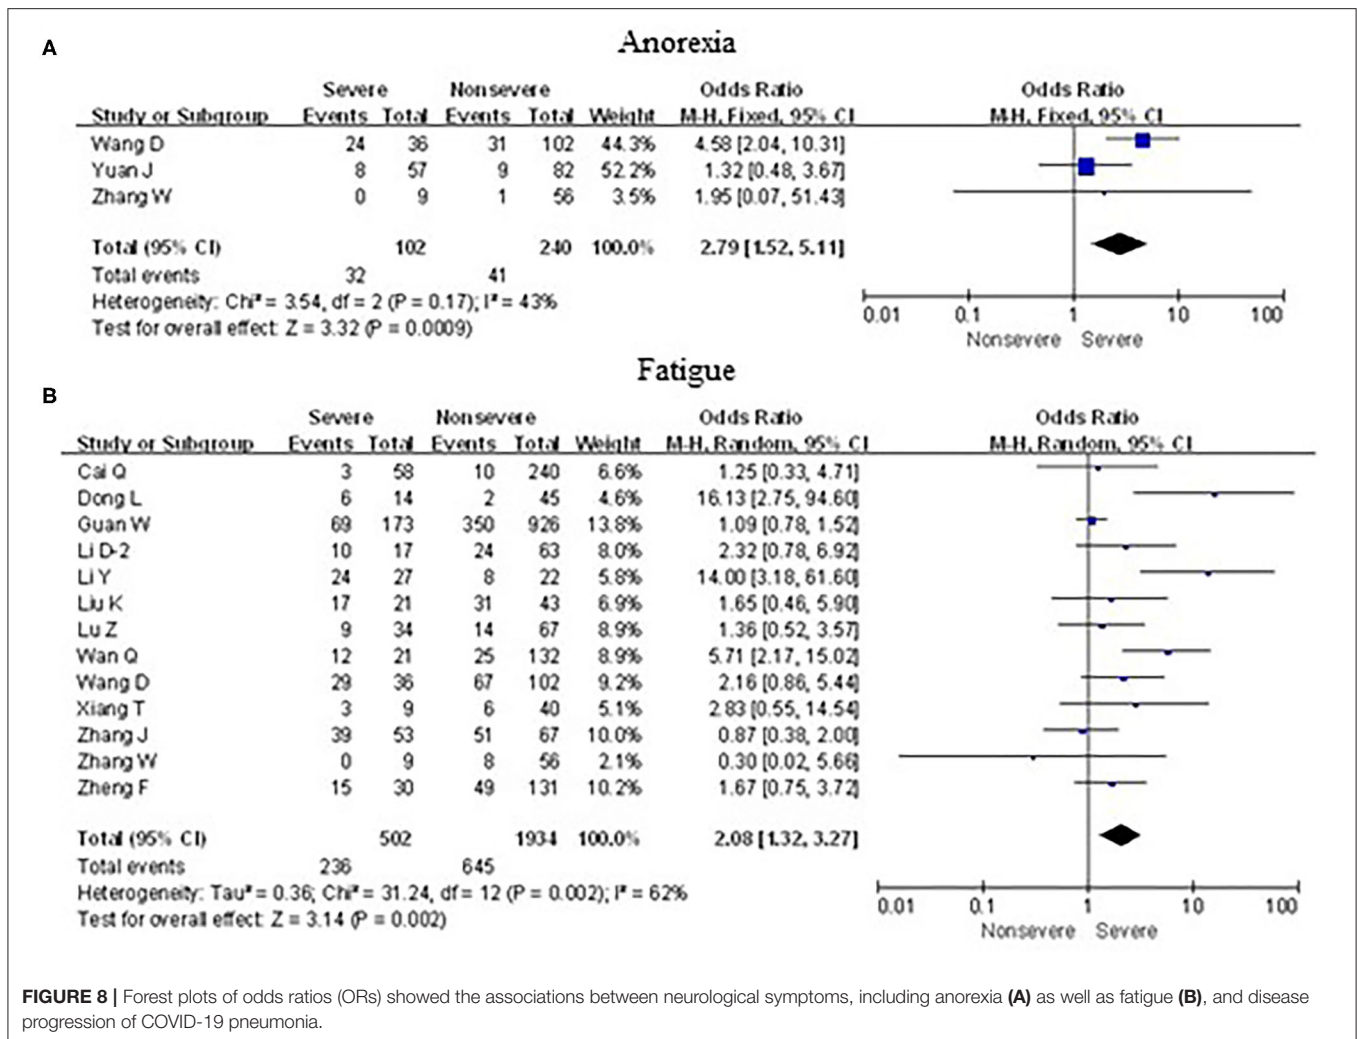 A
Anorexia
Severe Nonsevere Odds Ratio Odds Ratio
Study or Subgroup Events Total Events Total Weight M-H, Fixed, 95% CI M-H, Fixed, 95% CI
Wang D 24 36 31 102 44.3% 4.58 [2.04, 10.31]
Yuan J 8 57 9 82 52.2% 1.32 [0.48, 3.67]
Zhang W 0 9 1 56 3.5% 1.95 [0.07, 51.43]
Total (95% CI) 102 240 100.0% 2.79 [1.52, 5.11]
Total events 32 41
Heterogeneity: Chi² = 3.54, df = 2 (P = 0.17); I² = 43%
Test for overall effect: Z = 3.32 (P = 0.0009)
0.01 0.1 1 10 100
Nonsevere Severe
Fatigue
B
Severe Nonsevere Odds Ratio Odds Ratio
Study or Subgroup Events Total Events Total Weight M-H, Random, 95% CI M-H, Random, 95% CI
Cai Q 3 58 10 240 6.6% 1.25 [0.33, 4.71]
Dong L 6 14 2 45 4.6% 16.13 [2.75, 94.60]
Guan W 69 173 350 926 13.8% 1.09 [0.78, 1.52]
Li D-2 10 17 24 63 8.0% 2.32 [0.78, 6.92]
Li Y 24 27 8 22 5.8% 14.00 [3.18, 61.60]
Liu K 17 21 31 43 6.9% 1.65 [0.46, 5.90]
Lu Z 9 34 14 67 8.9% 1.36 [0.52, 3.57]
Wan Q 12 21 25 132 8.9% 5.71 [2.17, 15.02]
Wang D 29 36 67 102 9.2% 2.16 [0.86, 5.44]
Xiang T 3 9 6 40 5.1% 2.83 [0.55, 14.54]
Zhang J 39 53 51 67 10.0% 0.87 [0.38, 2.00]
Zhang W 0 9 8 56 2.1% 0.30 [0.02, 5.66]
Zheng F 15 30 49 131 10.2% 1.67 [0.75, 3.72]
Total (95% CI) 502 1934 100.0% 2.08 [1.32, 3.27]
Total events 236 645
Heterogeneity: Tau² = 0.36; Chi² = 31.24, df = 12 (P = 0.002); I² = 62%
Test for overall effect: Z = 3.14 (P = 0.002)
0.01 0.1 1 10 100
Nonsevere Severe
FIGURE 8 | Forest plots of odds ratios (ORs) showed the associations between neurological symptoms, including anorexia (A) as well as fatigue (B), and disease
progression of COVID-19 pneumonia.